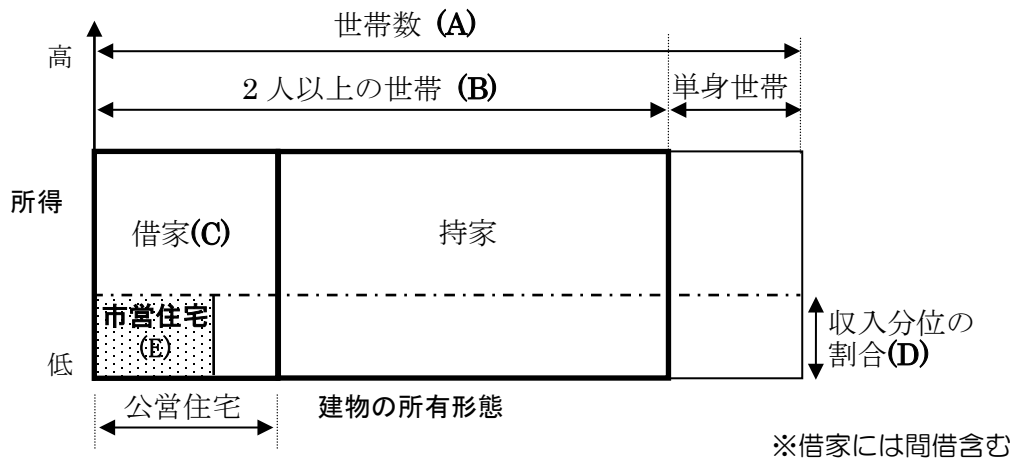 世帯数 (A)
高
2人以上の世帯 (B)
単身世帯
所得
借家(C)
持家
市営住宅
(E)
収入分位の
割合(D)
低
公営住宅
建物の所有形態
※借家には間借含む